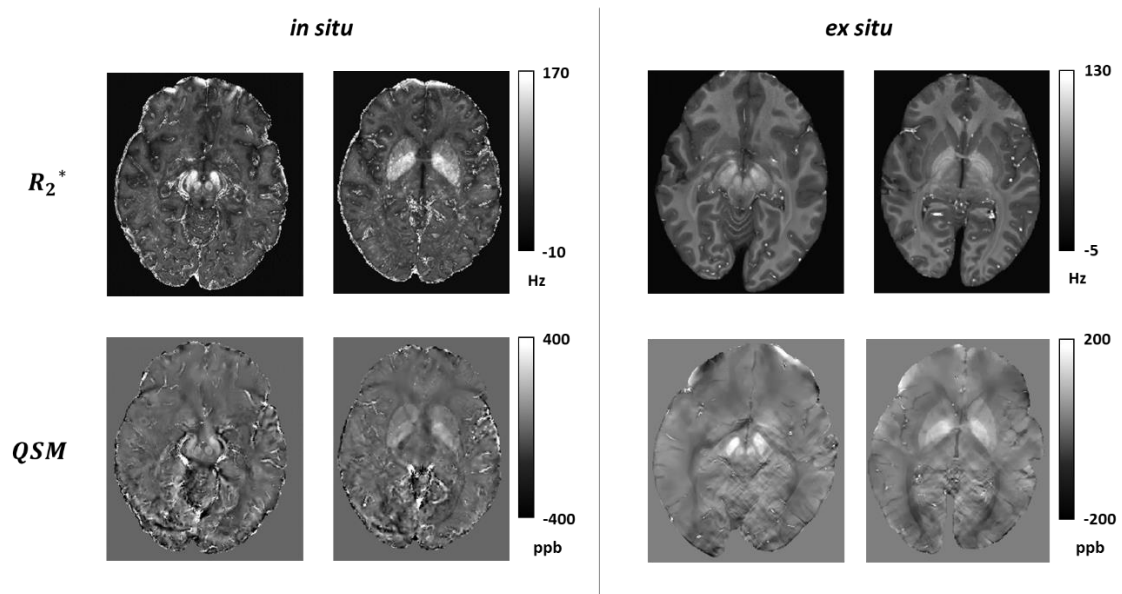 in situ
ex situ
R₂*
170
-10
Hz
130
-5
Hz
QSM
400
-400
ppb
200
-200
ppb